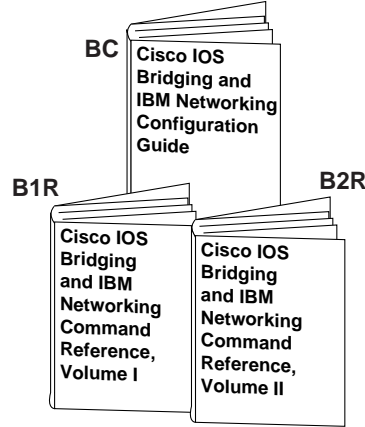 BC
Cisco IOS
Bridging and
IBM Networking
Configuration
Guide
B1R
Cisco IOS
Bridging
and IBM
Networking
Command
Reference,
Volume I
B2R
Cisco IOS
Bridging
and IBM
Networking
Command
Reference,
Volume II